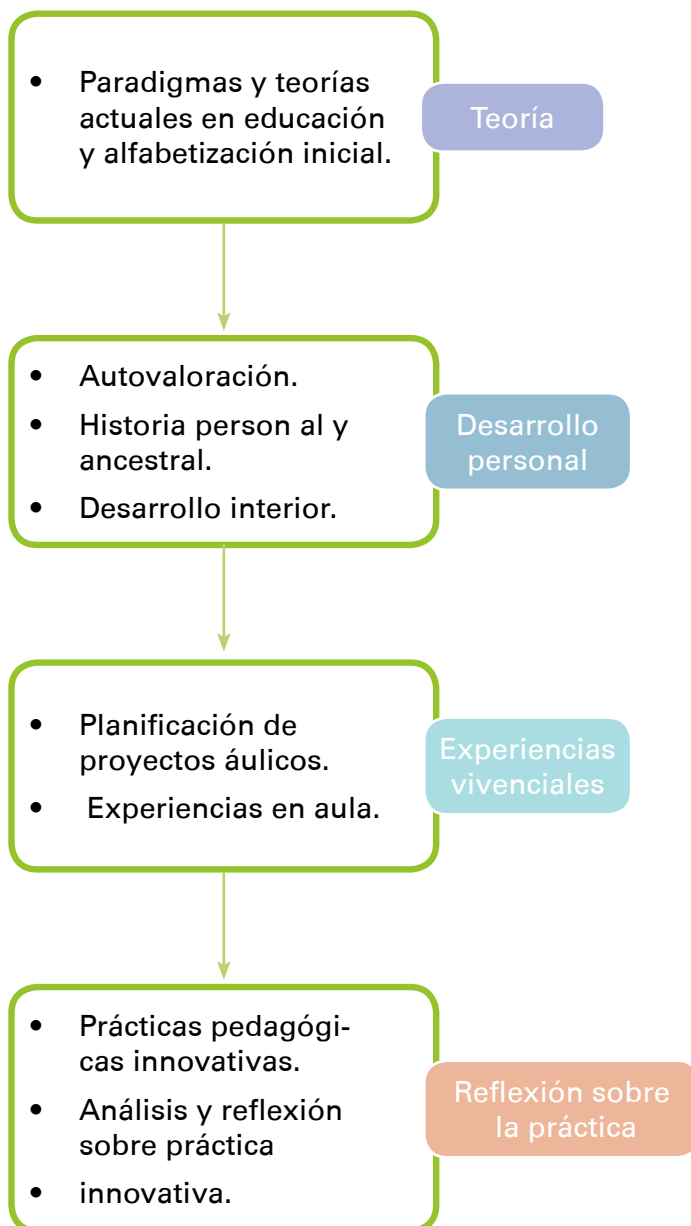 • Paradigmas y teorías
actuales en educación
y alfabetización inicial.
Teoría
• Autovaloración.
• Historia person al y
ancestral.
• Desarrollo interior.
Desarrollo
personal
• Planificación de
proyectos áulicos.
• Experiencias en aula.
Experiencias
vivenciales
• Prácticas pedagógi-
cas innovativas.
• Análisis y reflexión
sobre práctica
• innovativa.
Reflexión sobre
la práctica